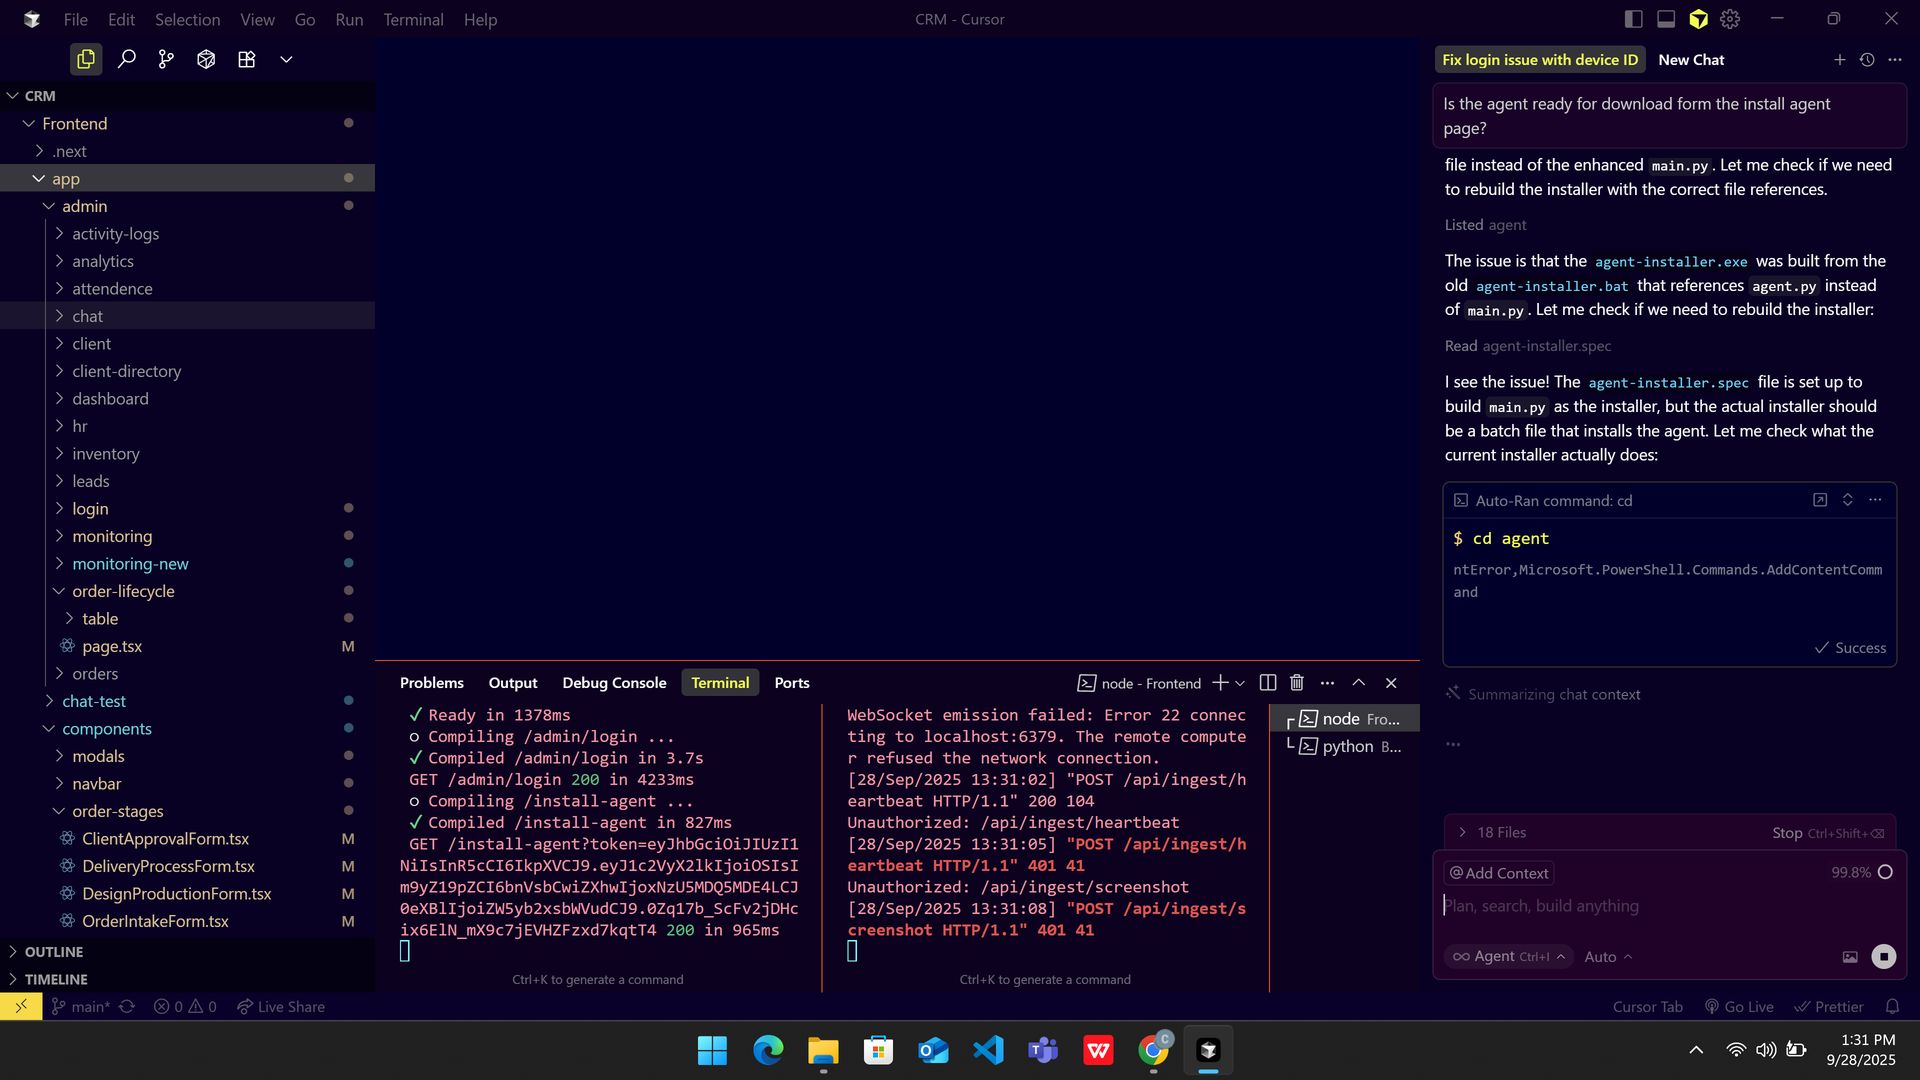 File Edit Selection View Go Run Terminal Help
CRM - Cursor
CRM
Frontend
.next
app
admin
activity-logs
analytics
attendence
chat
client
client-directory
dashboard
hr
inventory
leads
login
monitoring
monitoring-new
order-lifecycle
table
page.tsx M
orders
chat-test
components
modals
navbar
order-stages
ClientApprovalForm.tsx M
DeliveryProcessForm.tsx M
DesignProductionForm.tsx M
OrderIntakeForm.tsx M
OUTLINE
TIMELINE
Problems Output Debug Console Terminal Ports
node - Frontend
✓ Ready in 1378ms
○ Compiling /admin/login ...
✓ Compiled /admin/login in 3.7s
GET /admin/login 200 in 4233ms
○ Compiling /install-agent ...
✓ Compiled /install-agent in 827ms
GET /install-agent?token=eyJhbGciOiJIUzI1
NiIsInR5cCI6IkpXVCJ9.eyJ1c2VyX2lkIjoiOSIsI
m9yZ19pZCI6bnVsbCwiZXhwIjoxNzU5MDQ5MDE4LCJ
0eXBlIjoiZW5yb2xsbWVudCJ9.0Zq17b_ScFv2jDHc
ix6ElN_mX9c7jEVHZFzxd7kqtT4 200 in 965ms
Ctrl+K to generate a command
WebSocket emission failed: Error 22 connec
ting to localhost:6379. The remote compute
r refused the network connection.
[28/Sep/2025 13:31:02] "POST /api/ingest/h
eartbeat HTTP/1.1" 200 104
Unauthorized: /api/ingest/heartbeat
[28/Sep/2025 13:31:05] "POST /api/ingest/h
eartbeat HTTP/1.1" 401 41
Unauthorized: /api/ingest/screenshot
[28/Sep/2025 13:31:08] "POST /api/ingest/s
creenshot HTTP/1.1" 401 41
Ctrl+K to generate a command
node Fro...
python B...
Fix login issue with device ID New Chat
Is the agent ready for download form the install agent
page?
file instead of the enhanced main.py. Let me check if we need
to rebuild the installer with the correct file references.
Listed agent
The issue is that the agent-installer.exe was built from the
old agent-installer.bat that references agent.py instead
of main.py. Let me check if we need to rebuild the installer:
Read agent-installer.spec
I see the issue! The agent-installer.spec file is set up to
build main.py as the installer, but the actual installer should
be a batch file that installs the agent. Let me check what the
current installer actually does:
Auto-Ran command: cd
$ cd agent
ntError,Microsoft.PowerShell.Commands.AddContentComm
and
Success
Summarizing chat context
18 Files Stop Ctrl+Shift+⌫
@Add Context 99.8%
Plan, search, build anything
Agent Ctrl+I Auto
main* 0 0 Live Share
Cursor Tab Go Live Prettier
1:31 PM
9/28/2025